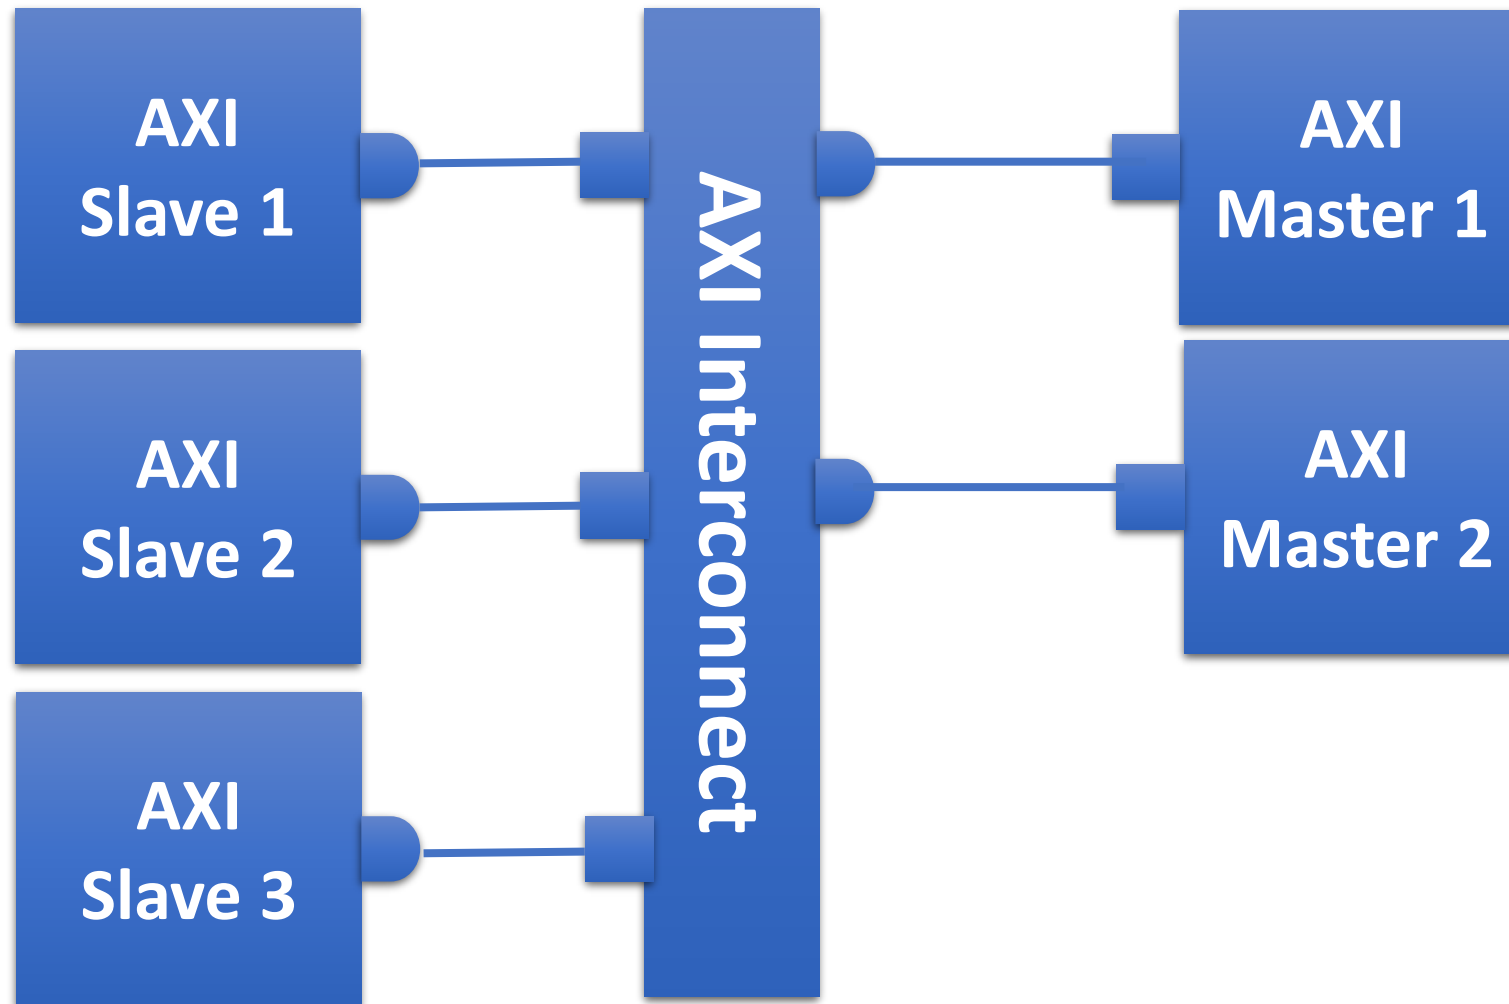 AXI
Slave 1
AXI
Slave 2
AXI
Slave 3
AXI Interconnect
AXI
Master 1
AXI
Master 2